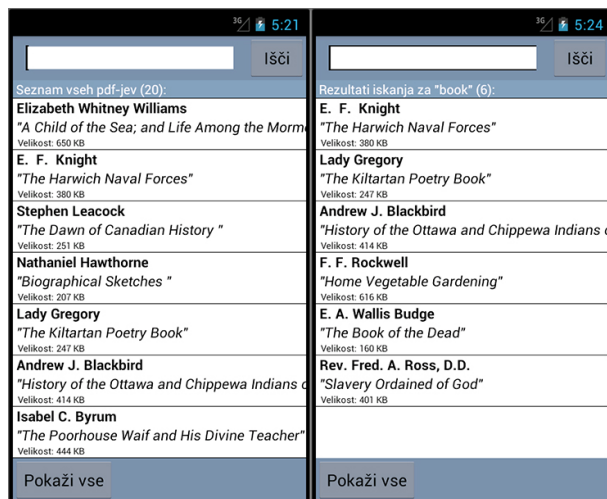 3G 5:21
Išči
Seznam vseh pdf-jev (20):
Elizabeth Whitney Williams
"A Child of the Sea; and Life Among the Morm
Velikost: 650 KB
E. F. Knight
"The Harwich Naval Forces"
Velikost: 380 KB
Stephen Leacock
"The Dawn of Canadian History "
Velikost: 251 KB
Nathaniel Hawthorne
"Biographical Sketches "
Velikost: 207 KB
Lady Gregory
"The Kiltartan Poetry Book"
Velikost: 247 KB
Andrew J. Blackbird
"History of the Ottawa and Chippewa Indians o
Velikost: 414 KB
Isabel C. Byrum
"The Poorhouse Waif and His Divine Teacher"
Velikost: 444 KB
Pokaži vse
3G 5:24
Išči
Rezultati iskanja za "book" (6):
E. F. Knight
"The Harwich Naval Forces"
Velikost: 380 KB
Lady Gregory
"The Kiltartan Poetry Book"
Velikost: 247 KB
Andrew J. Blackbird
"History of the Ottawa and Chippewa Indians o
Velikost: 414 KB
F. F. Rockwell
"Home Vegetable Gardening"
Velikost: 616 KB
E. A. Wallis Budge
"The Book of the Dead"
Velikost: 160 KB
Rev. Fred. A. Ross, D.D.
"Slavery Ordained of God"
Velikost: 401 KB
Pokaži vse